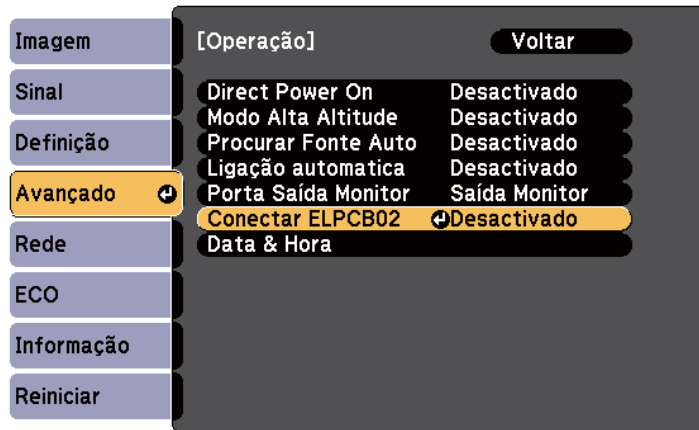 Imagem
Sinal
Definição
Avançado
Rede
ECO
Informação
Reiniciar
[Operação] Voltar
Direct Power On Desactivado
Modo Alta Altitude Desactivado
Procurar Fonte Auto Desactivado
Ligação automatica Desactivado
Porta Saída Monitor Saída Monitor
Conectar ELPCB02 Desactivado
Data & Hora